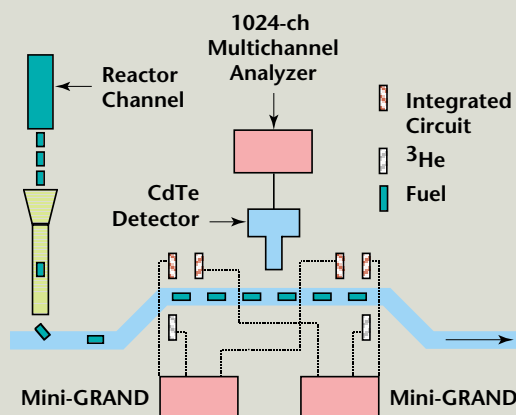 1024-ch
Multichannel
Analyzer
Reactor
Channel
Integrated
Circuit
³He
Fuel
CdTe
Detector
Mini-GRAND
Mini-GRAND